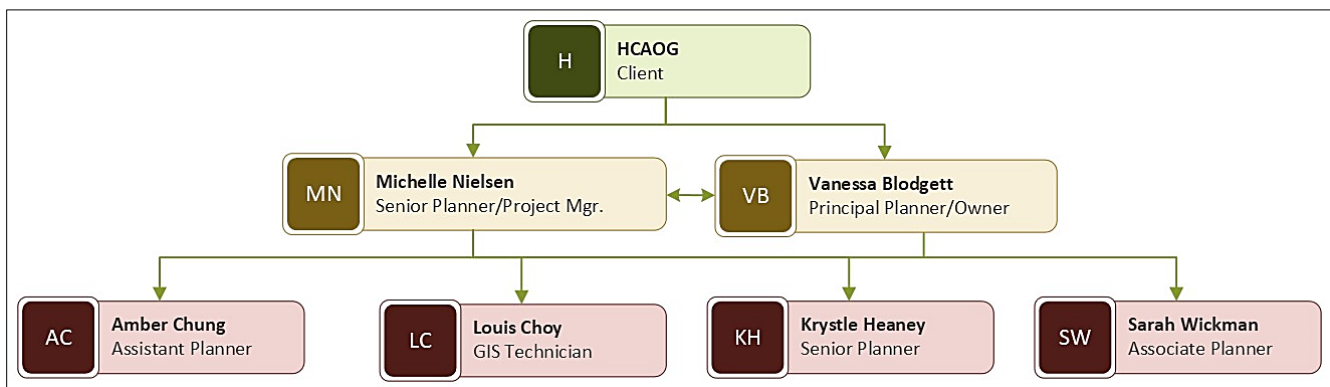 H
HCAOG
Client
MN
Michelle Nielsen
Senior Planner/Project Mgr.
VB
Vanessa Blodgett
Principal Planner/Owner
AC
Amber Chung
Assistant Planner
LC
Louis Choy
GIS Technician
KH
Krystle Heaney
Senior Planner
SW
Sarah Wickman
Associate Planner